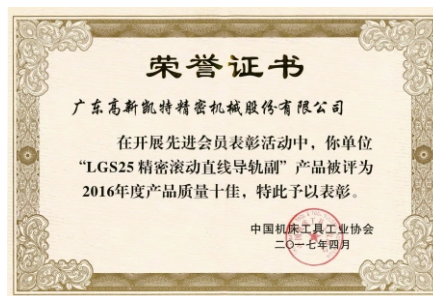 荣誉证书
广东高新凯特精密机械股份有限公司
在开展先进会员表彰活动中，你单位
“LGS25 精密滚动直线导轨副”产品被评为
2016年度产品质量十佳，特此予以表彰。
中国机床工具工业协会
二〇一七年四月